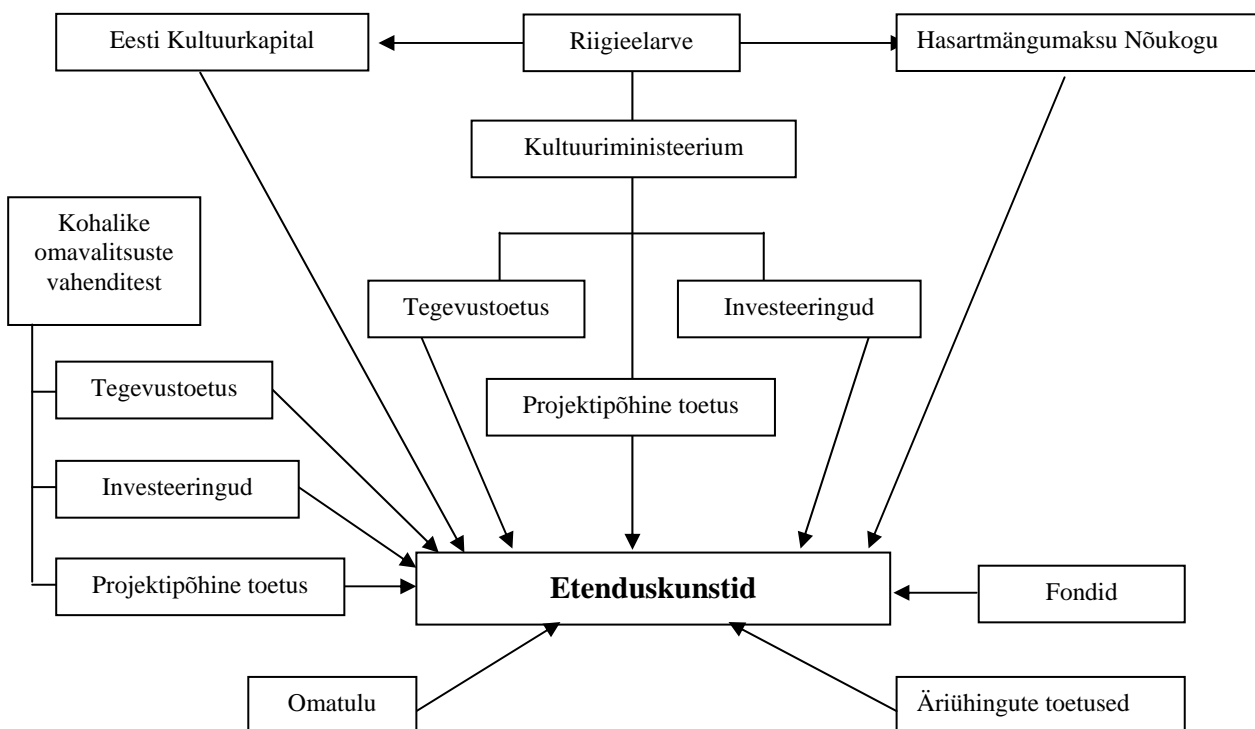 Eesti Kultuurkapital
Riigieelarve
Hasartmängumaksu Nõukogu
Kultuuriministeerium
Kohalike
omavalitsuste
vahenditest
Tegevustoetus
Investeeringud
Tegevustoetus
Projektipõhine toetus
Investeeringud
Projektipõhine toetus
Etenduskunstid
Fondid
Omatulu
Äriühingute toetused